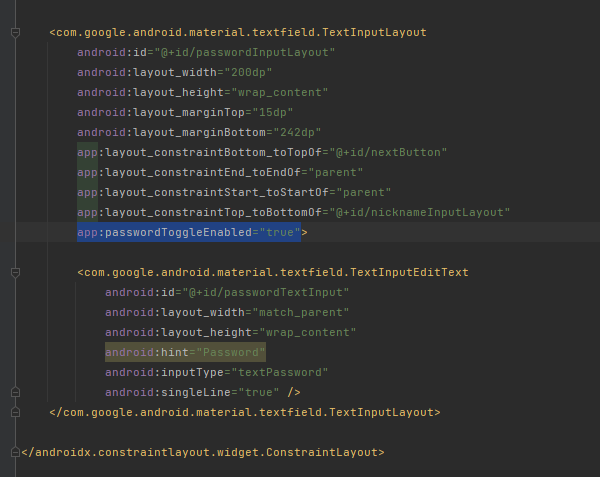 <com.google.android.material.textfield.TextInputLayout
android:id="@+id/passwordInputLayout"
android:layout_width="200dp"
android:layout_height="wrap_content"
android:layout_marginTop="15dp"
android:layout_marginBottom="242dp"
app:layout_constraintBottom_toTopOf="@+id/nextButton"
app:layout_constraintEnd_toEndOf="parent"
app:layout_constraintStart_toStartOf="parent"
app:layout_constraintTop_toBottomOf="@+id/nicknameInputLayout"
app:passwordToggleEnabled="true">
<com.google.android.material.textfield.TextInputEditText
android:id="@+id/passwordTextInput"
android:layout_width="match_parent"
android:layout_height="wrap_content"
android:hint="Password"
android:inputType="textPassword"
android:singleLine="true" />
</com.google.android.material.textfield.TextInputLayout>
</androidx.constraintlayout.widget.ConstraintLayout>